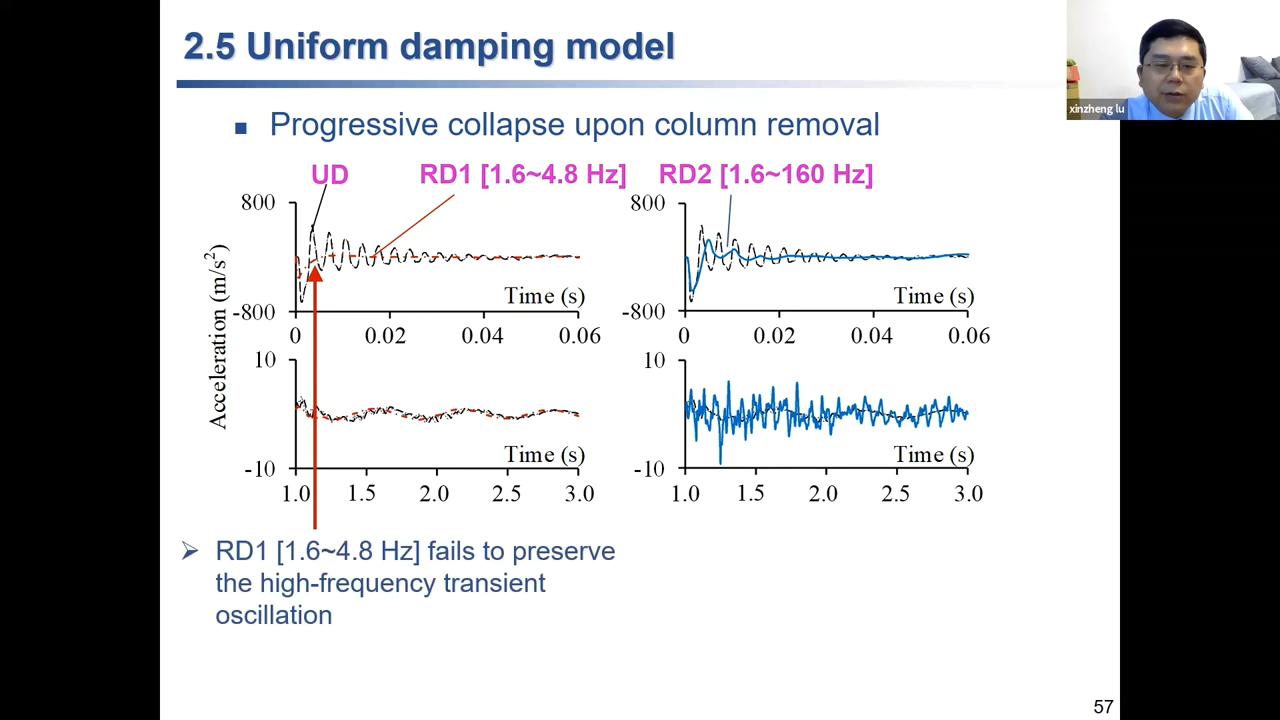 2.5 Uniform damping model
xinzheng lu
■ Progressive collapse upon column removal
UD
RD1 [1.6~4.8 Hz]
RD2 [1.6~160 Hz]
Acceleration (m/s²)
800
-800
Time (s)
0 0.02 0.04 0.06
800
-800
Time (s)
0 0.02 0.04 0.06
10
-10
Time (s)
1.0 1.5 2.0 2.5 3.0
10
-10
Time (s)
1.0 1.5 2.0 2.5 3.0
➢ RD1 [1.6~4.8 Hz] fails to preserve
the high-frequency transient
oscillation
57